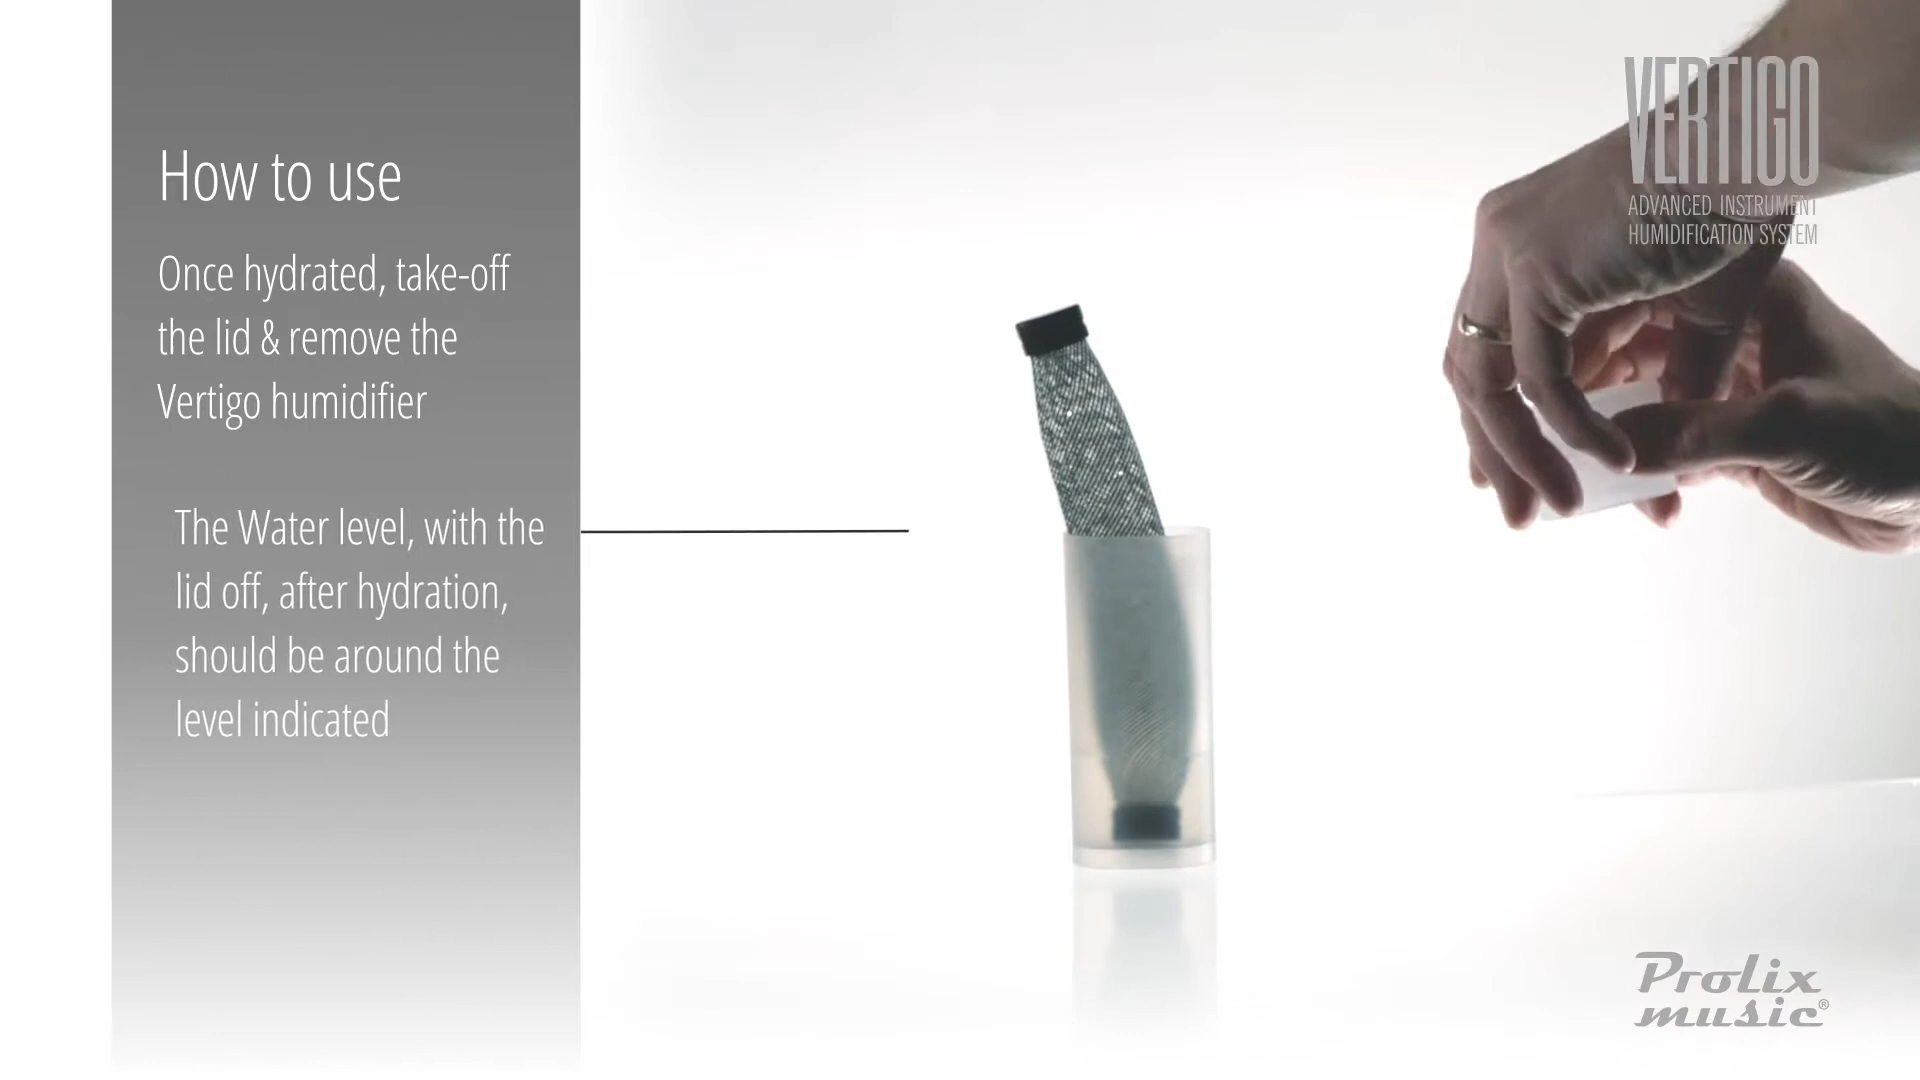 How to use
Once hydrated, take-off
the lid & remove the
Vertigo humidifier
The Water level, with the
lid off, after hydration,
should be around the
level indicated
VERTIGO
ADVANCED INSTRUMENT
HUMIDIFICATION SYSTEM
Prolix
music®